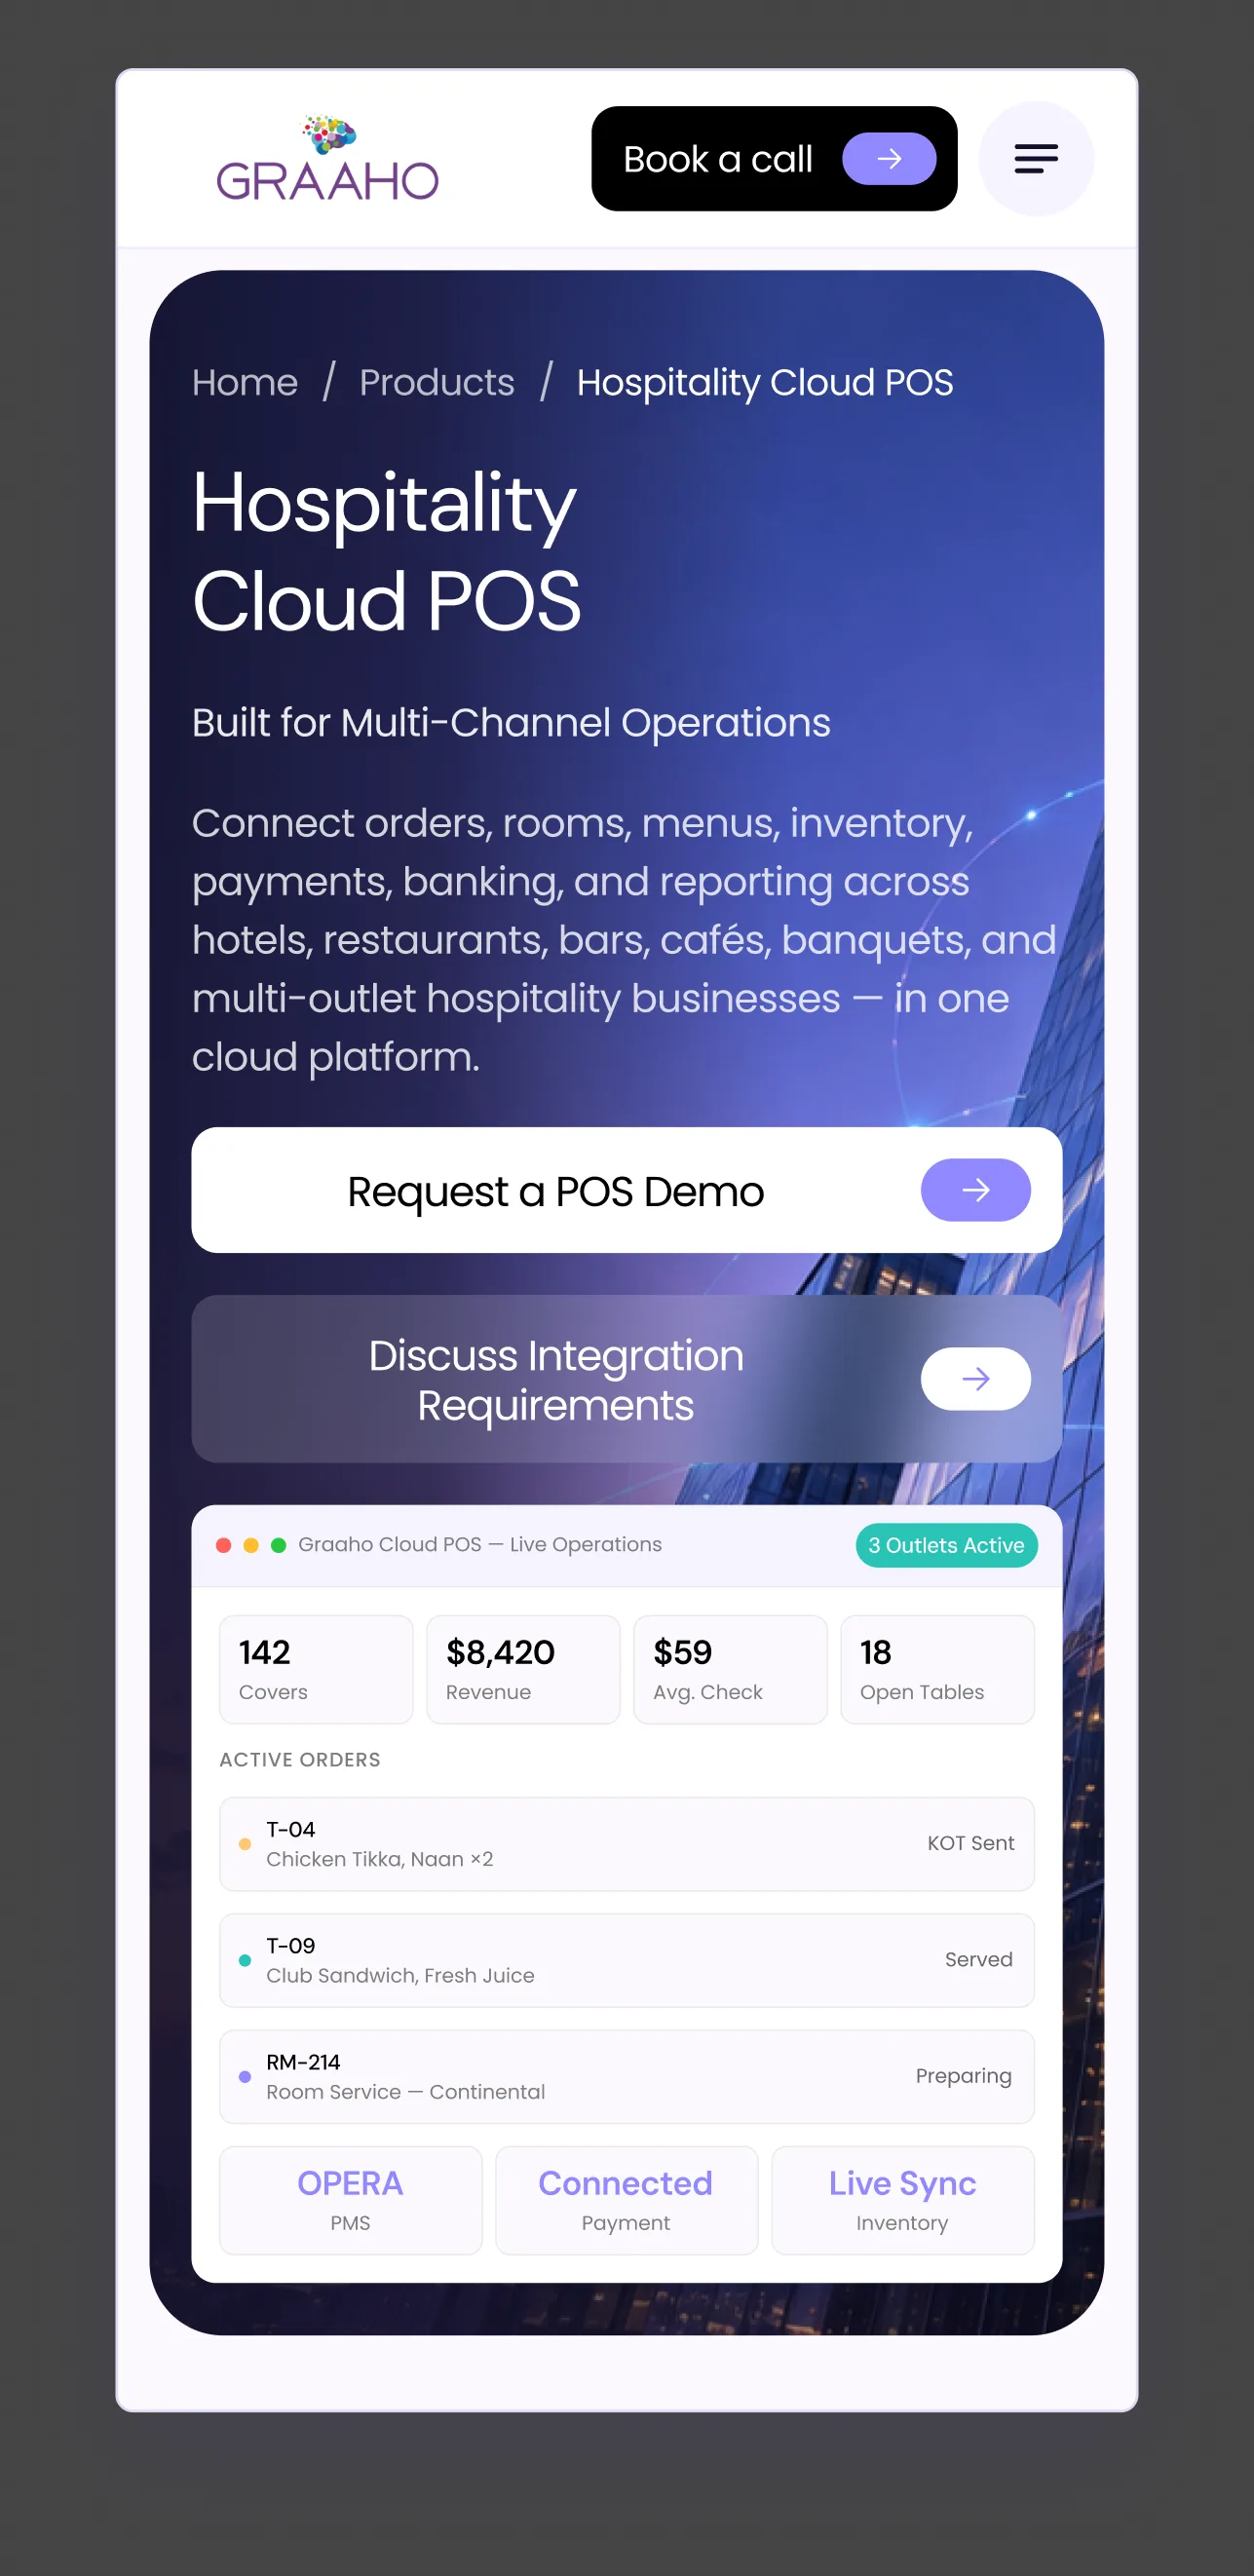 GRAAHO
Book a call
Home / Products / Hospitality Cloud POS
Hospitality
Cloud POS
Built for Multi-Channel Operations
Connect orders, rooms, menus, inventory,
payments, banking, and reporting across
hotels, restaurants, bars, cafés, banquets, and
multi-outlet hospitality businesses — in one
cloud platform.
Request a POS Demo
Discuss Integration
Requirements
Graaho Cloud POS — Live Operations
3 Outlets Active
142
Covers
$8,420
Revenue
$59
Avg. Check
18
Open Tables
ACTIVE ORDERS
T-04
Chicken Tikka, Naan ×2
KOT Sent
T-09
Club Sandwich, Fresh Juice
Served
RM-214
Room Service — Continental
Preparing
OPERA
PMS
Connected
Payment
Live Sync
Inventory